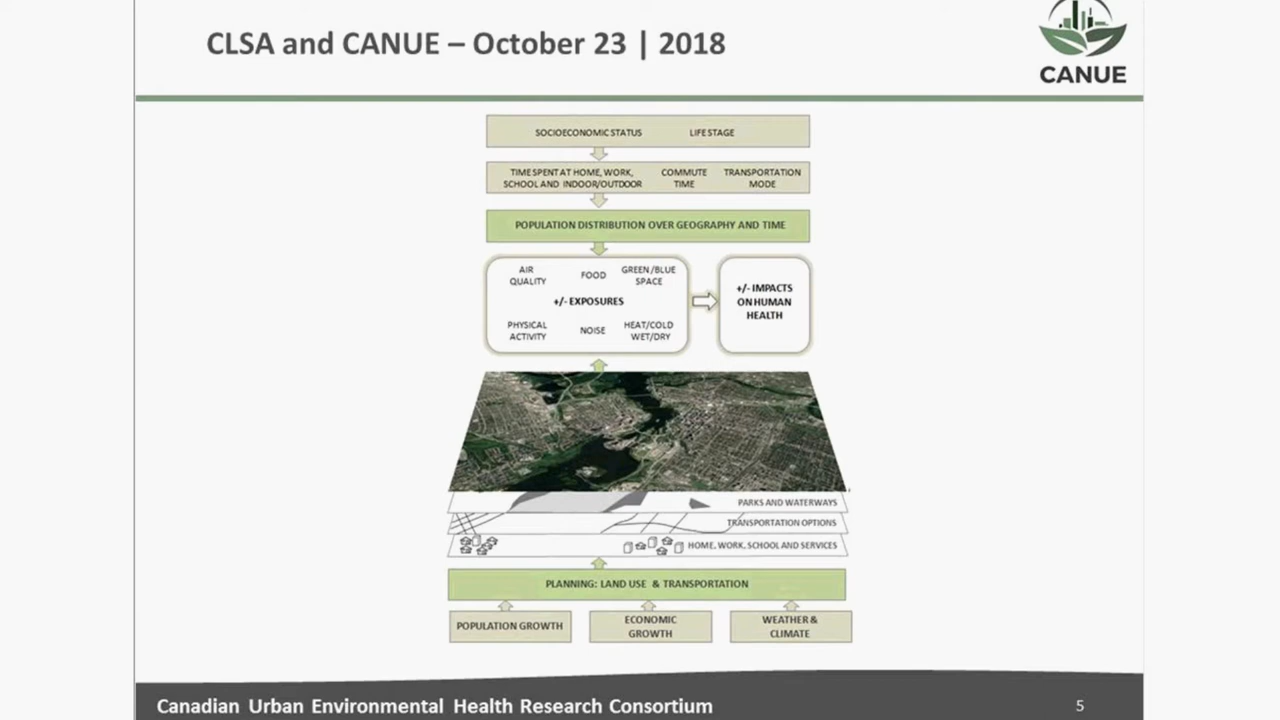 CLSA and CANUE – October 23 | 2018
CANUE
SOCIOECONOMIC STATUS LIFE STAGE
TIME SPENT AT HOME, WORK,
SCHOOL AND INDOOR/OUTDOOR
COMMUTE
TIME
TRANSPORTATION
MODE
POPULATION DISTRIBUTION OVER GEOGRAPHY AND TIME
AIR
QUALITY
FOOD
GREEN/BLUE
SPACE
+/- EXPOSURES
PHYSICAL
ACTIVITY
NOISE
HEAT/COLD
WET/DRY
+/- IMPACTS
ON HUMAN
HEALTH
PARKS AND WATERWAYS
TRANSPORTATION OPTIONS
HOME, WORK, SCHOOL AND SERVICES
PLANNING: LAND USE & TRANSPORTATION
POPULATION GROWTH
ECONOMIC
GROWTH
WEATHER &
CLIMATE
Canadian Urban Environmental Health Research Consortium
5